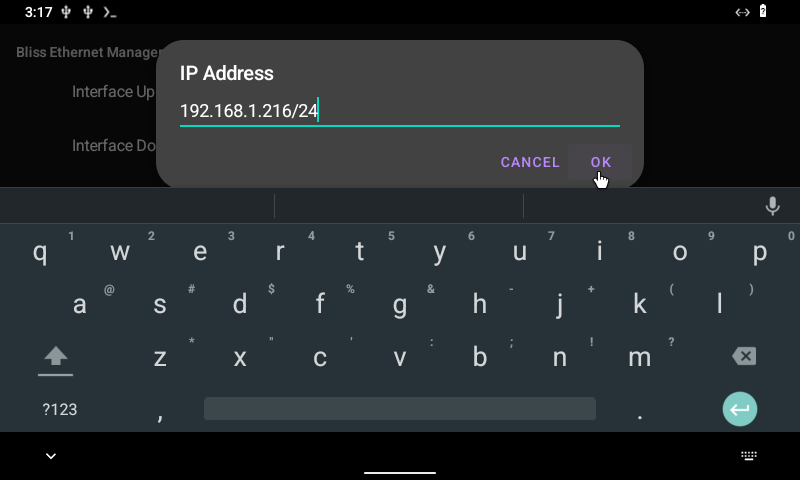 3:17
Bliss Ethernet Manager
IP Address
Interface Up
192.168.1.216/24
Interface Do
CANCEL OK
1 2 3 4 5 6 7 8 9 0
q w e r t y u i o p
@ # $ % & - + ( )
a s d f g h j k l
* " ' : ; ! ?
z x c v b n m
?123 , .